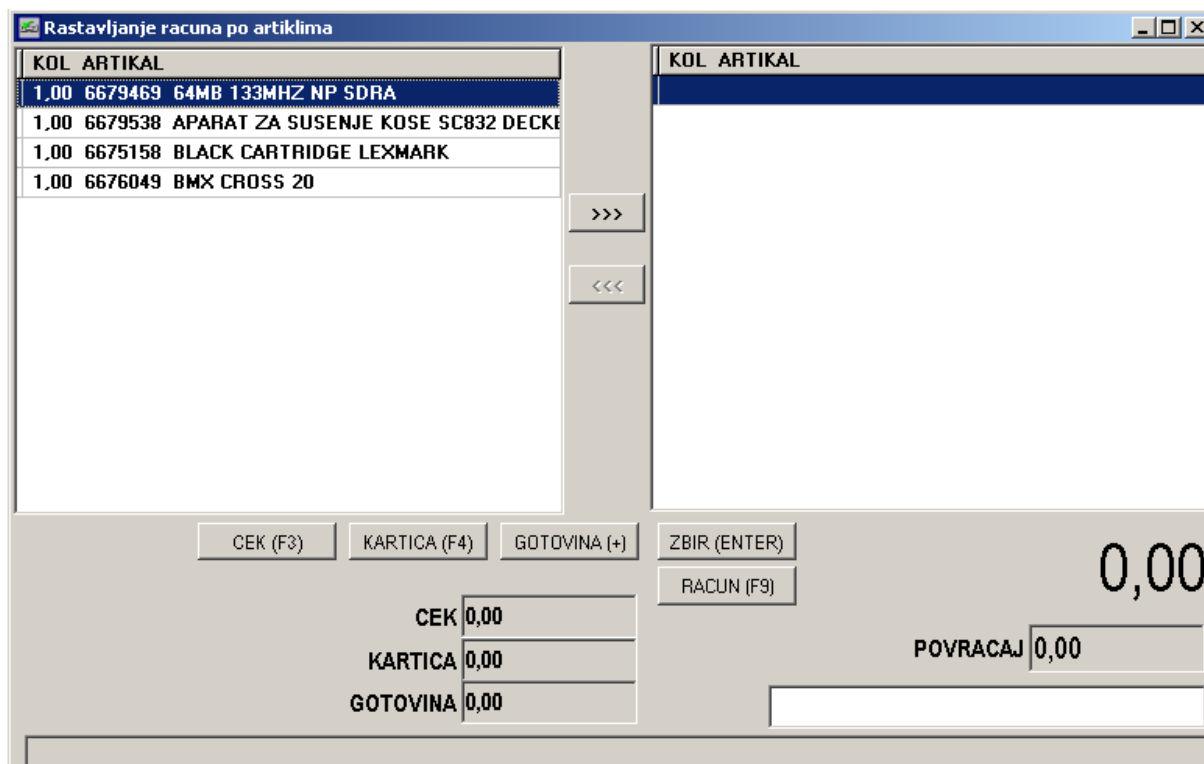 Rastavljanje racuna po artiklima
KOL ARTIKAL
1,00 6679469 64MB 133MHZ NP SDRA
1,00 6679538 APARAT ZA SUSENJE KOSE SC832 DECKE
1,00 6675158 BLACK CARTRIDGE LEXMARK
1,00 6676049 BMX CROSS 20
>>>
<<<
KOL ARTIKAL
CEK (F3) KARTICA (F4) GOTOVINA (+) ZBIR (ENTER)
RACUN (F9)
0,00
CEK 0,00
KARTICA 0,00
GOTOVINA 0,00
POVRACAJ 0,00